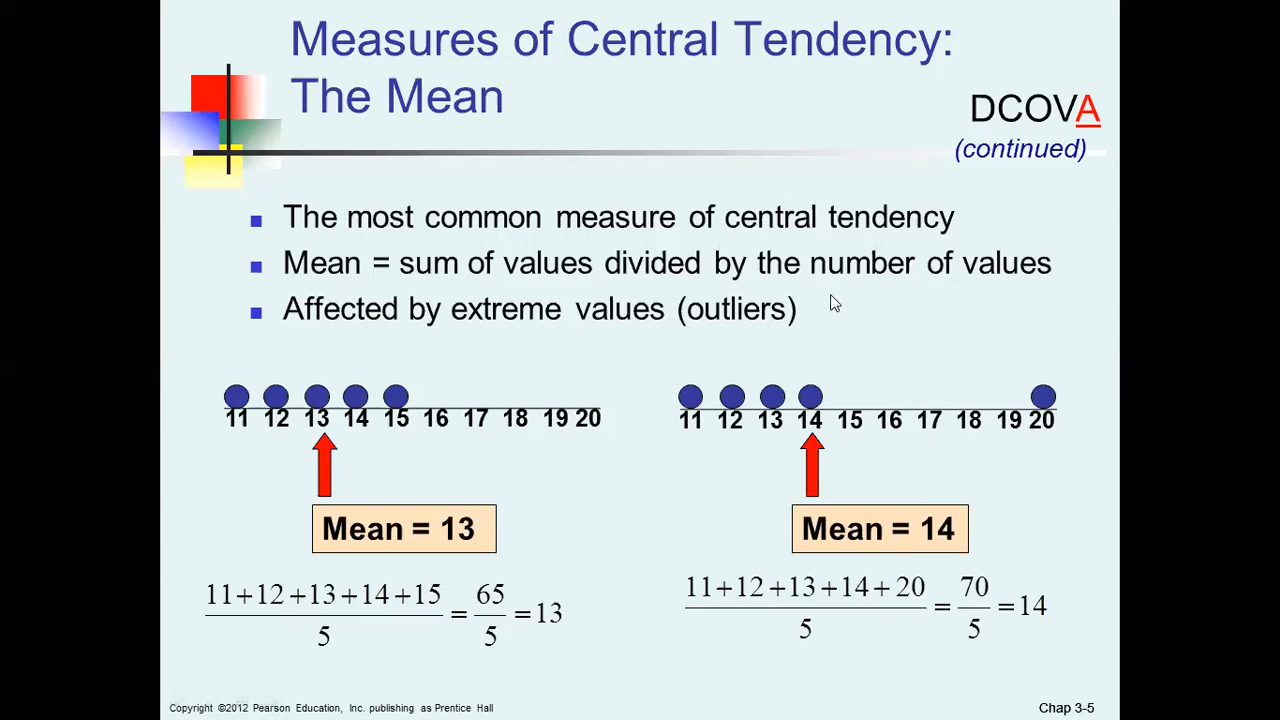 Measures of Central Tendency:
The Mean
DCOVA
(continued)
The most common measure of central tendency
Mean = sum of values divided by the number of values
Affected by extreme values (outliers)
11 12 13 14 15 16 17 18 19 20
11 12 13 14 15 16 17 18 19 20
Mean = 13
Mean = 14
11+12+13+14+15 / 5 = 65 / 5 = 13
11+12+13+14+20 / 5 = 70 / 5 = 14
Copyright ©2012 Pearson Education, Inc. publishing as Prentice Hall
Chap 3-5